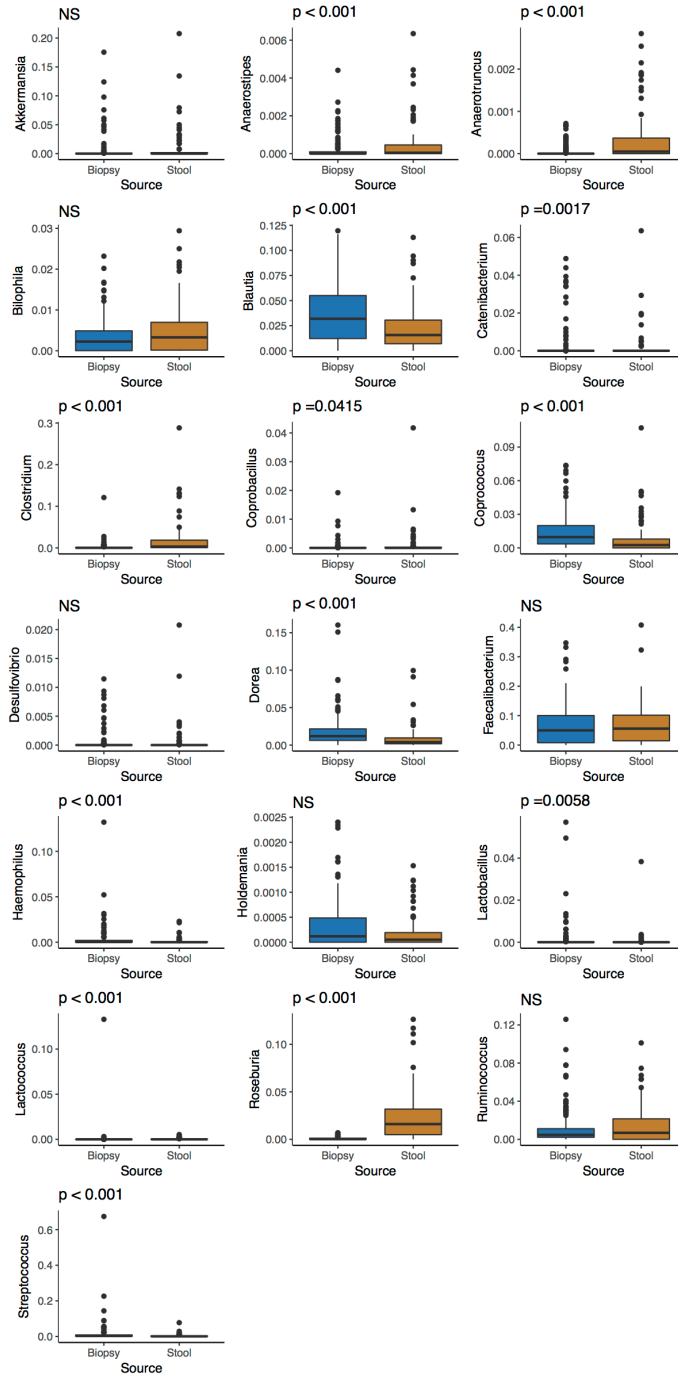 NS
Akkermansia
0.20
0.15
0.10
0.05
0.00
Biopsy Stool
Source
p < 0.001
Anaerostipes
0.006
0.004
0.002
0.000
Biopsy Stool
Source
p < 0.001
Anaerotruncus
0.002
0.001
0.000
Biopsy Stool
Source
NS
Bilophila
0.03
0.02
0.01
0.00
Biopsy Stool
Source
p < 0.001
Blautia
0.125
0.100
0.075
0.050
0.025
0.000
Biopsy Stool
Source
p =0.0017
Catenibacterium
0.06
0.04
0.02
0.00
Biopsy Stool
Source
p < 0.001
Clostridium
0.3
0.2
0.1
0.0
Biopsy Stool
Source
p =0.0415
Coprobacillus
0.04
0.03
0.02
0.01
0.00
Biopsy Stool
Source
p < 0.001
Coprococcus
0.09
0.06
0.03
0.00
Biopsy Stool
Source
NS
Desulfovibrio
0.020
0.015
0.010
0.005
0.000
Biopsy Stool
Source
p < 0.001
Dorea
0.15
0.10
0.05
0.00
Biopsy Stool
Source
NS
Faecalibacterium
0.4
0.3
0.2
0.1
0.0
Biopsy Stool
Source
p < 0.001
Haemophilus
0.10
0.05
0.00
Biopsy Stool
Source
NS
Holdemania
0.0025
0.0020
0.0015
0.0010
0.0005
0.0000
Biopsy Stool
Source
p =0.0058
Lactobacillus
0.04
0.02
0.00
Biopsy Stool
Source
p < 0.001
Lactococcus
0.10
0.05
0.00
Biopsy Stool
Source
p < 0.001
Roseburia
0.10
0.05
0.00
Biopsy Stool
Source
NS
Ruminococcus
0.12
0.08
0.04
0.00
Biopsy Stool
Source
p < 0.001
Streptococcus
0.6
0.4
0.2
0.0
Biopsy Stool
Source